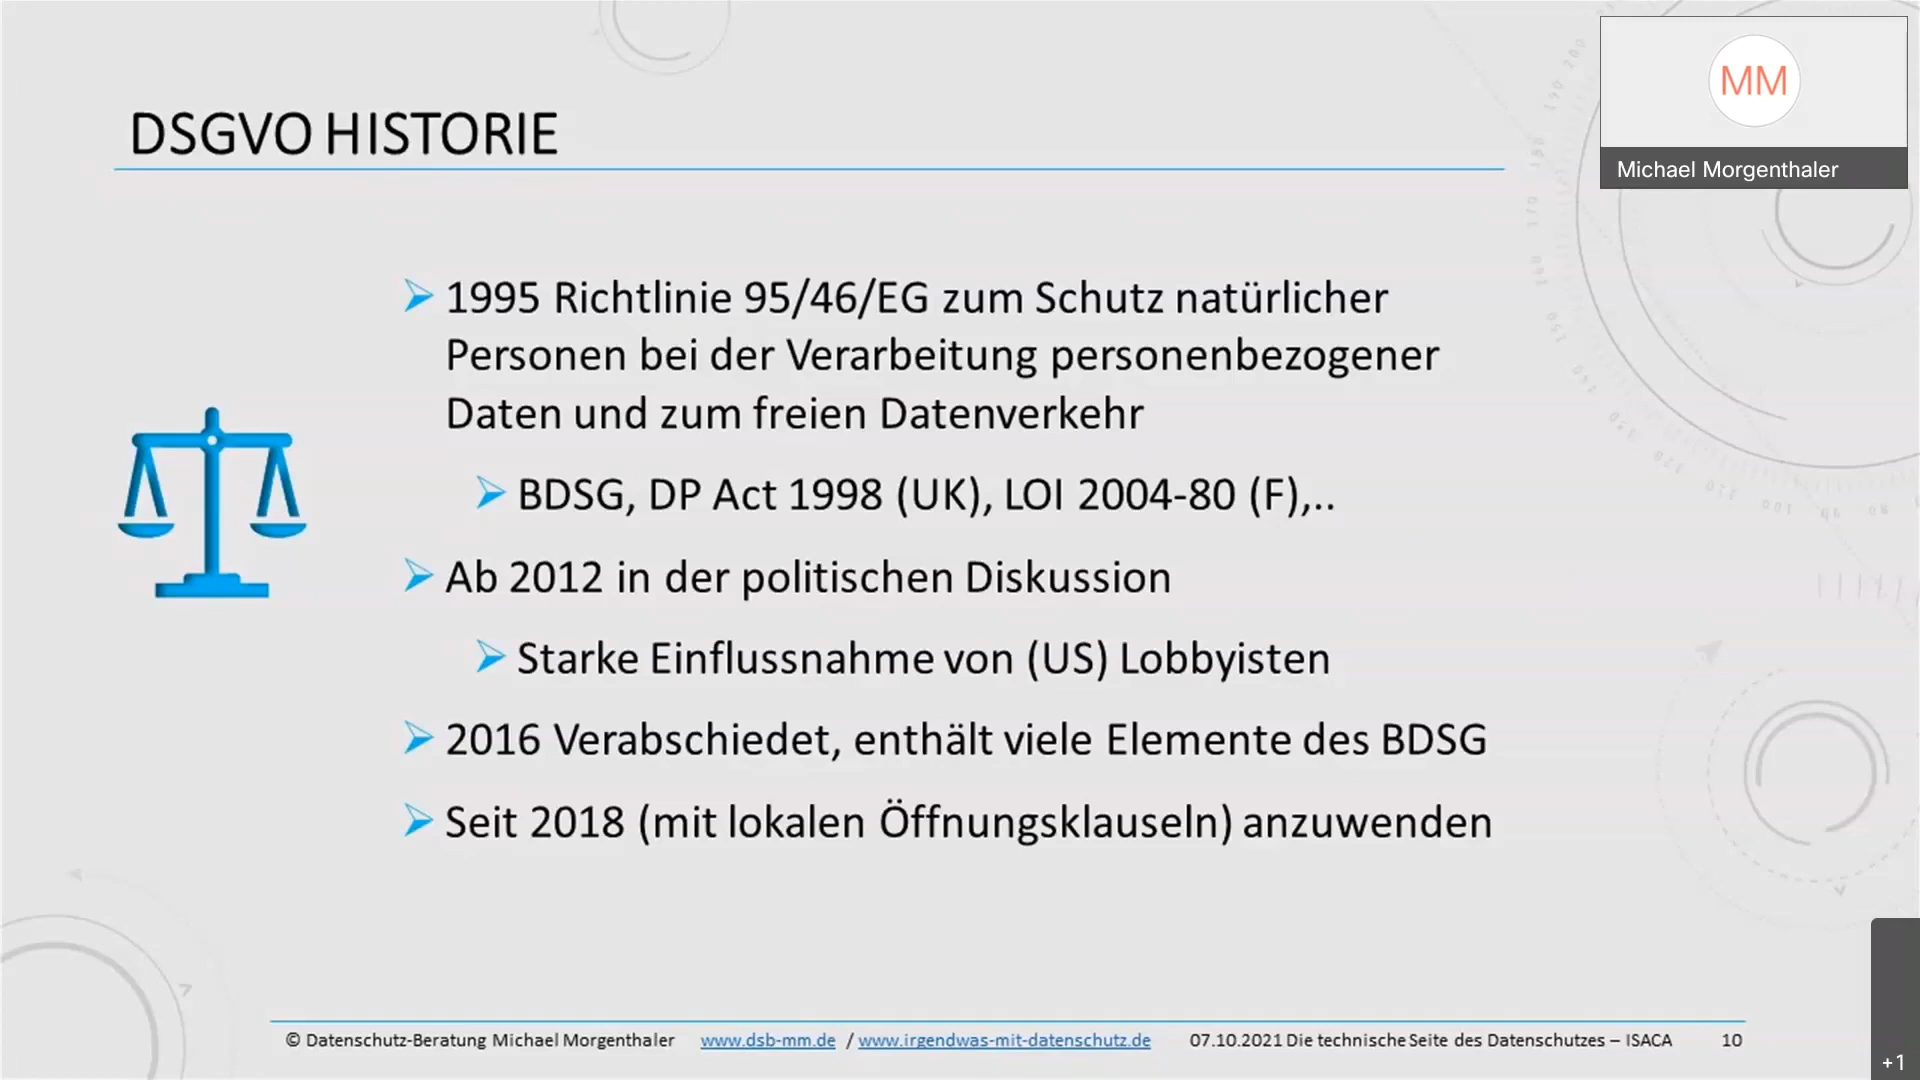 MM
Michael Morgenthaler
DSGVO HISTORIE
1995 Richtlinie 95/46/EG zum Schutz natürlicher
Personen bei der Verarbeitung personenbezogener
Daten und zum freien Datenverkehr
BDSG, DP Act 1998 (UK), LOI 2004-80 (F),..
Ab 2012 in der politischen Diskussion
Starke Einflussnahme von (US) Lobbyisten
2016 Verabschiedet, enthält viele Elemente des BDSG
Seit 2018 (mit lokalen Öffnungsklauseln) anzuwenden
© Datenschutz-Beratung Michael Morgenthaler www.dsb-mm.de / www.irgendwas-mit-datenschutz.de 07.10.2021 Die technische Seite des Datenschutzes – ISACA 10
+1